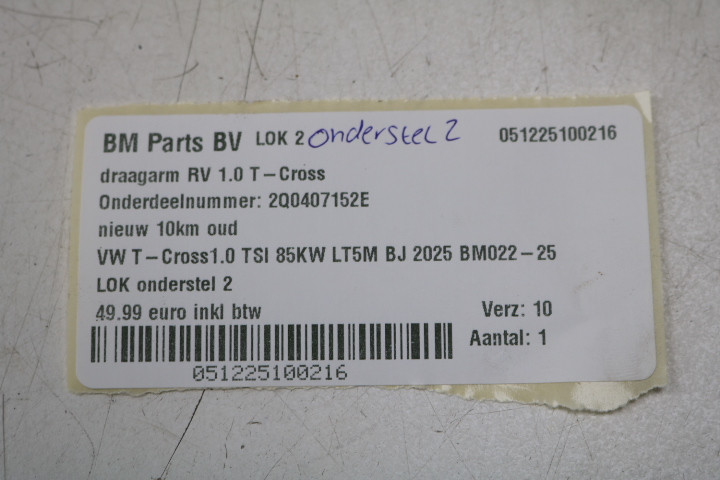 BM Parts BV LOK 2 onderstel 2 051225100216
draagarm RV 1.0 T-Cross
Onderdeelnummer: 2Q0407152E
nieuw 10km oud
VW T-Cross1.0 TSI 85KW LT5M BJ 2025 BM022-25
LOK onderstel 2
49.99 euro inkl btw Verz: 10
Aantal: 1
051225100216